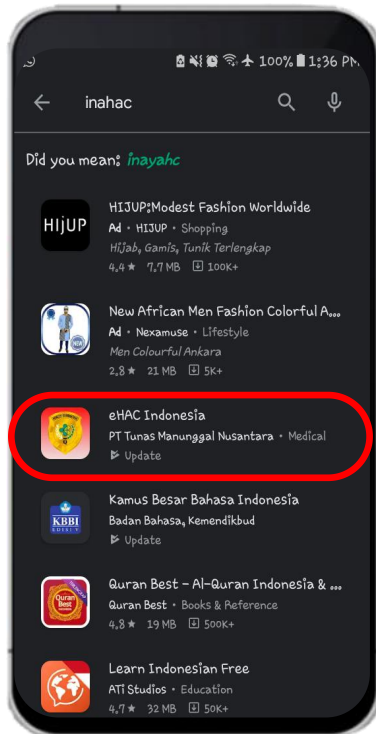 100% 1:36 PM
inahac
Did you mean: inayahc
HIJUP
HIJUP:Modest Fashion Worldwide
Ad • HIJUP • Shopping
Hijab, Gamis, Tunik Terlengkap
4,4★ 7,7 MB 100K+
New African Men Fashion Colorful A...
Ad • Nexamuse • Lifestyle
Men Colourful Ankara
2,8★ 21 MB 5K+
NEW
eHAC Indonesia
PT Tunas Manunggal Nusantara • Medical
Update
KBBI
Kamus Besar Bahasa Indonesia
Badan Bahasa, Kemendikbud
Update
Quran Best
Quran Best – Al-Quran Indonesia & ...
Quran Best • Books & Reference
4,8★ 19 MB 500K+
Learn Indonesian Free
ATi Studios • Education
4,7★ 32 MB 50K+